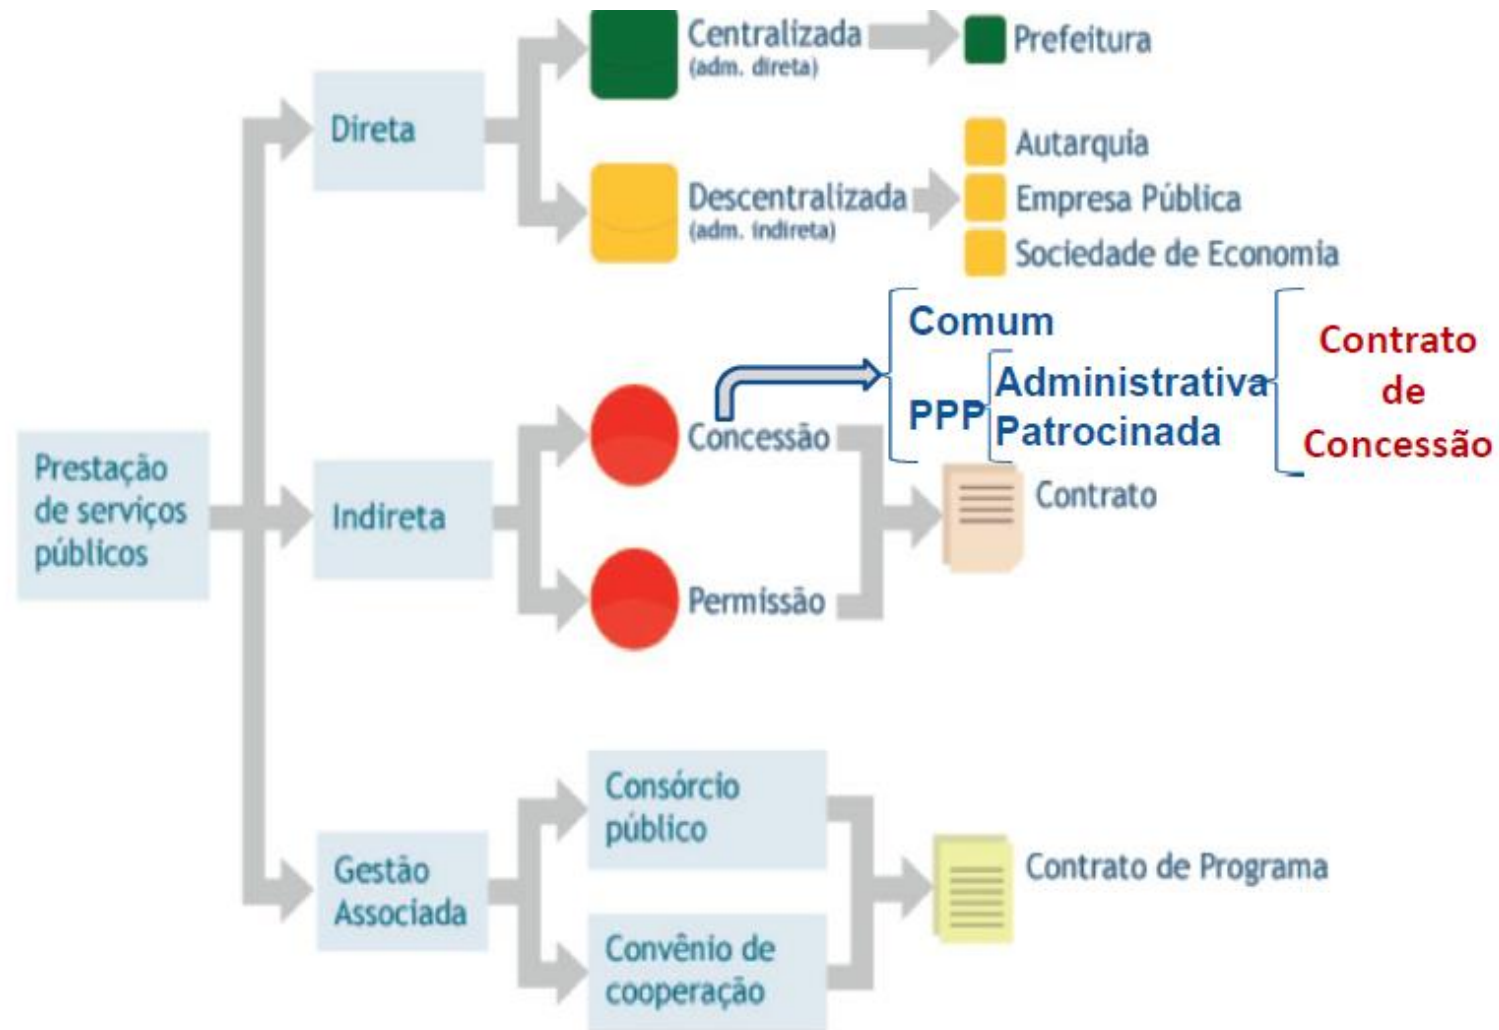 Centralizada
(adm. direta)
Prefeitura
Direta
Autarquia
Descentralizada
(adm. indireta)
Empresa Pública
Sociedade de Economia
Comum
PPP
Administrativa
Patrocinada
Contrato
de
Concessão
Prestação
de serviços
públicos
Indireta
Concessão
Contrato
Permissão
Gestão
Associada
Consórcio
público
Contrato de Programa
Convênio de
cooperação